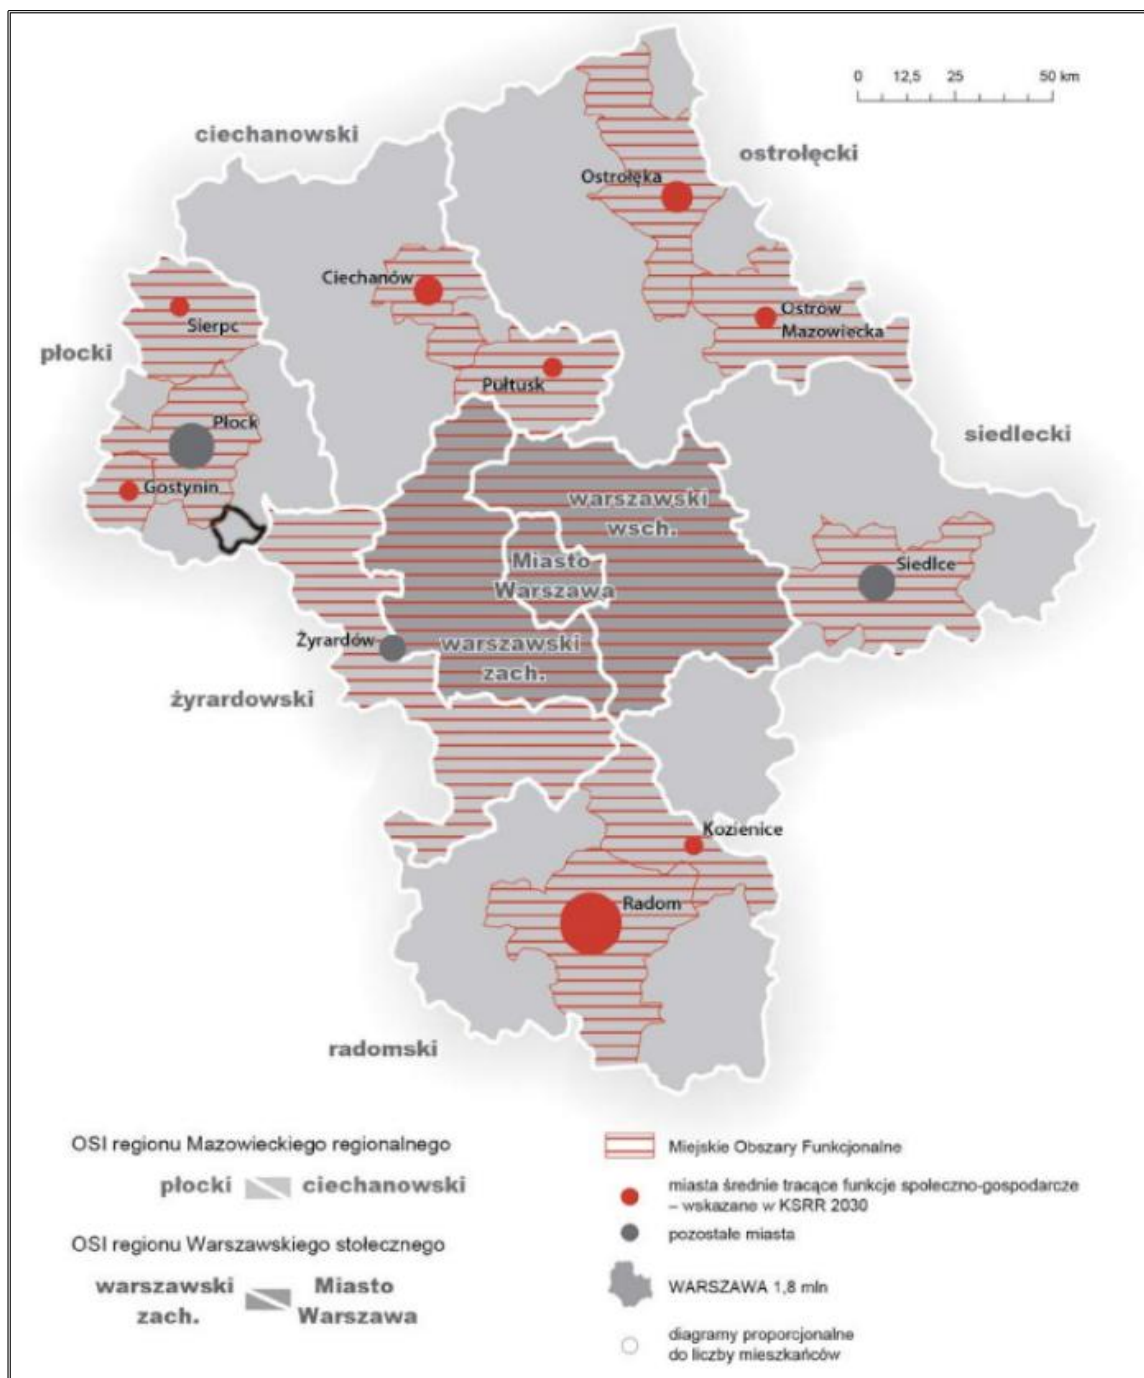 0 12,5 25 50 km
ciechanowski
ostrołęcki
Ostrołęka
Ciechanów
Sierpc
Ostrów
Mazowiecka
płocki
Pułtusk
Płock
siedlecki
Gostynin
warszawski
wsch.
Miasto
Warszawa
Siedlce
Żyrardów
warszawski
zach.
żyrardowski
Kozienice
Radom
radomski
OSI regionu Mazowieckiego regionalnego
płocki ciechanowski
OSI regionu Warszawskiego stołecznego
warszawski
zach.
Miasto
Warszawa
Miejskie Obszary Funkcjonalne
miasta średnie tracące funkcje społeczno-gospodarcze
– wskazane w KSRR 2030
pozostałe miasta
WARSZAWA 1,8 mln
diagramy proporcjonalne
do liczby mieszkańców